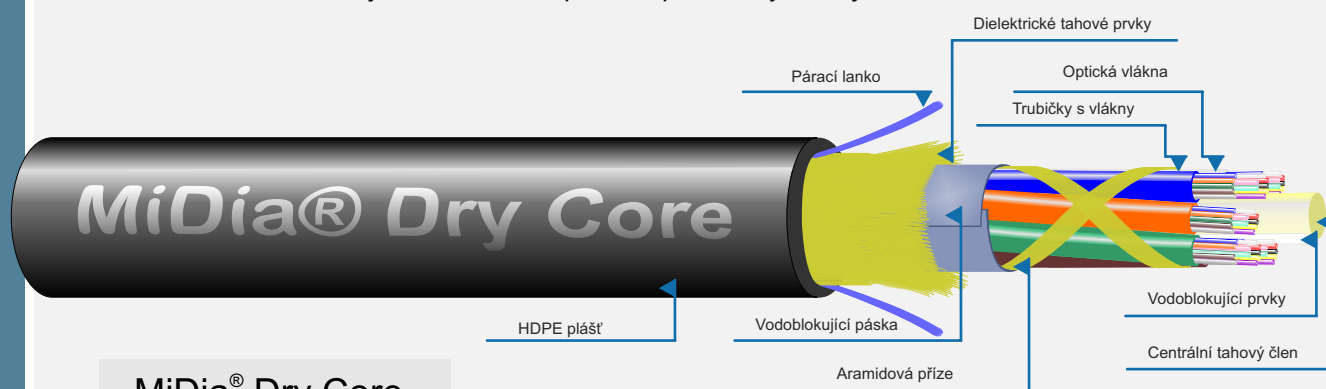 Dielektrické tahové prvky
Párací lanko
Optická vlákna
Trubičky s vlákny
MiDia® Dry Core
Vodoblokující prvky
HDPE plášť
Vodoblokující páska
Centrální tahový člen
Aramidová příze
MiDia® Dry Core